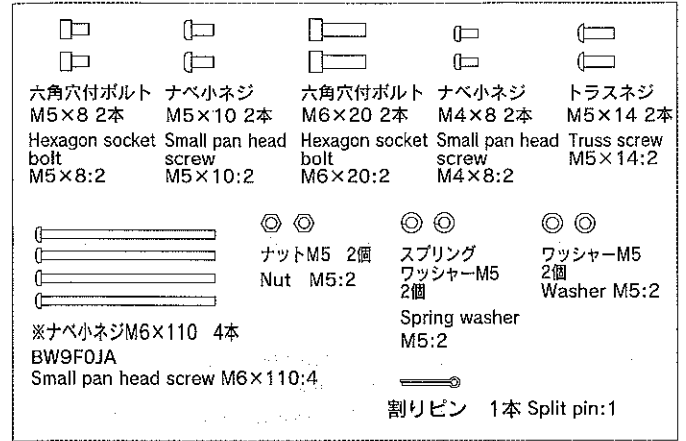 六角穴付ボルト
M5×8 2本
Hexagon socket
bolt
M5×8:2
ナベ小ネジ
M5×10 2本
Small pan head
screw
M5×10:2
六角穴付ボルト
M6×20 2本
Hexagon socket
bolt
M6×20:2
ナベ小ネジ
M4×8 2本
Small pan head
screw
M4×8:2
トラスネジ
M5×14 2本
Truss screw
M5×14:2
※ナベ小ネジM6×110 4本
BW9F0JA
Small pan head screw M6×110:4
ナットM5 2個
Nut M5:2
スプリング
ワッシャーM5
2個
Spring washer
M5:2
ワッシャーM5
2個
Washer M5:2
割りピン 1本 Split pin:1